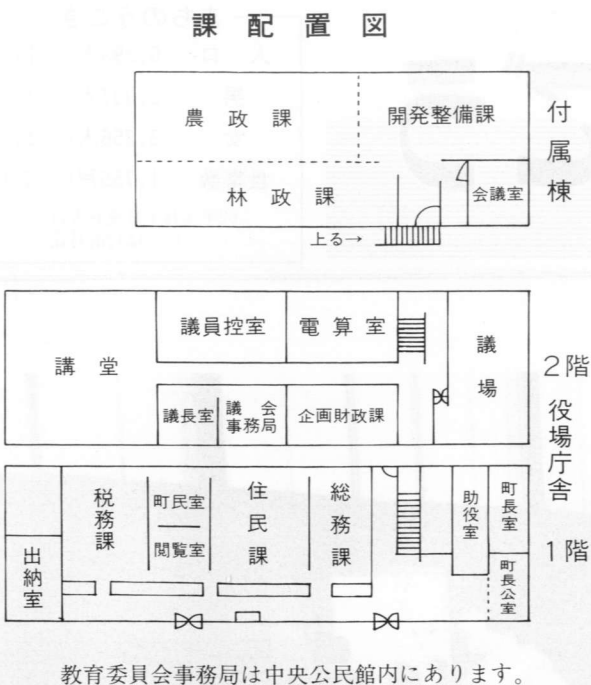 課配置図
農政課
開発整備課
付属棟
林政課
会議室
上る→
議員控室
電算室
講堂
議場
2階
議長室
議会
事務局
企画財政課
役場庁舎
税務課
町民室
閲覧室
住民課
総務課
助役室
町長室
出納室
町長公室
1階
教育委員会事務局は中央公民館内にあります。